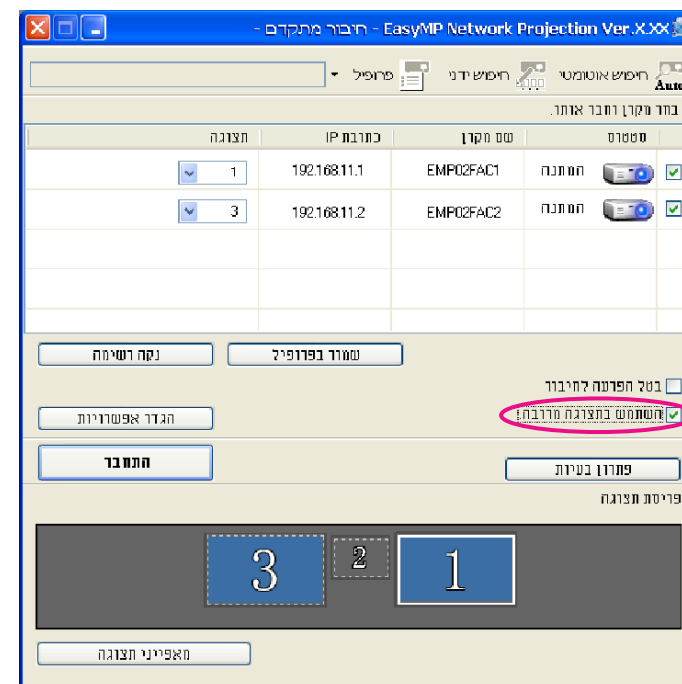 EasyMP Network Projection Ver.X.XX - חיבור מתקדם -
חיפוש אוטומטי חיפוש ידני פרופיל
Auto
בחר מקרן וחבר אותו.
סטטוס שם מקרן כתובת IP תצוגה
המתנה EMP02FAC1 192.168.11.1 1
המתנה EMP02FAC2 192.168.11.2 3
שמור בפרופיל נקה רשימה
בטל הפרעה לחיבור
השתמש בתצוגה מרובה
הגדר אפשרויות
התחבר
פתרון בעיות
פריסת תצוגה
3 2 1
מאפייני תצוגה